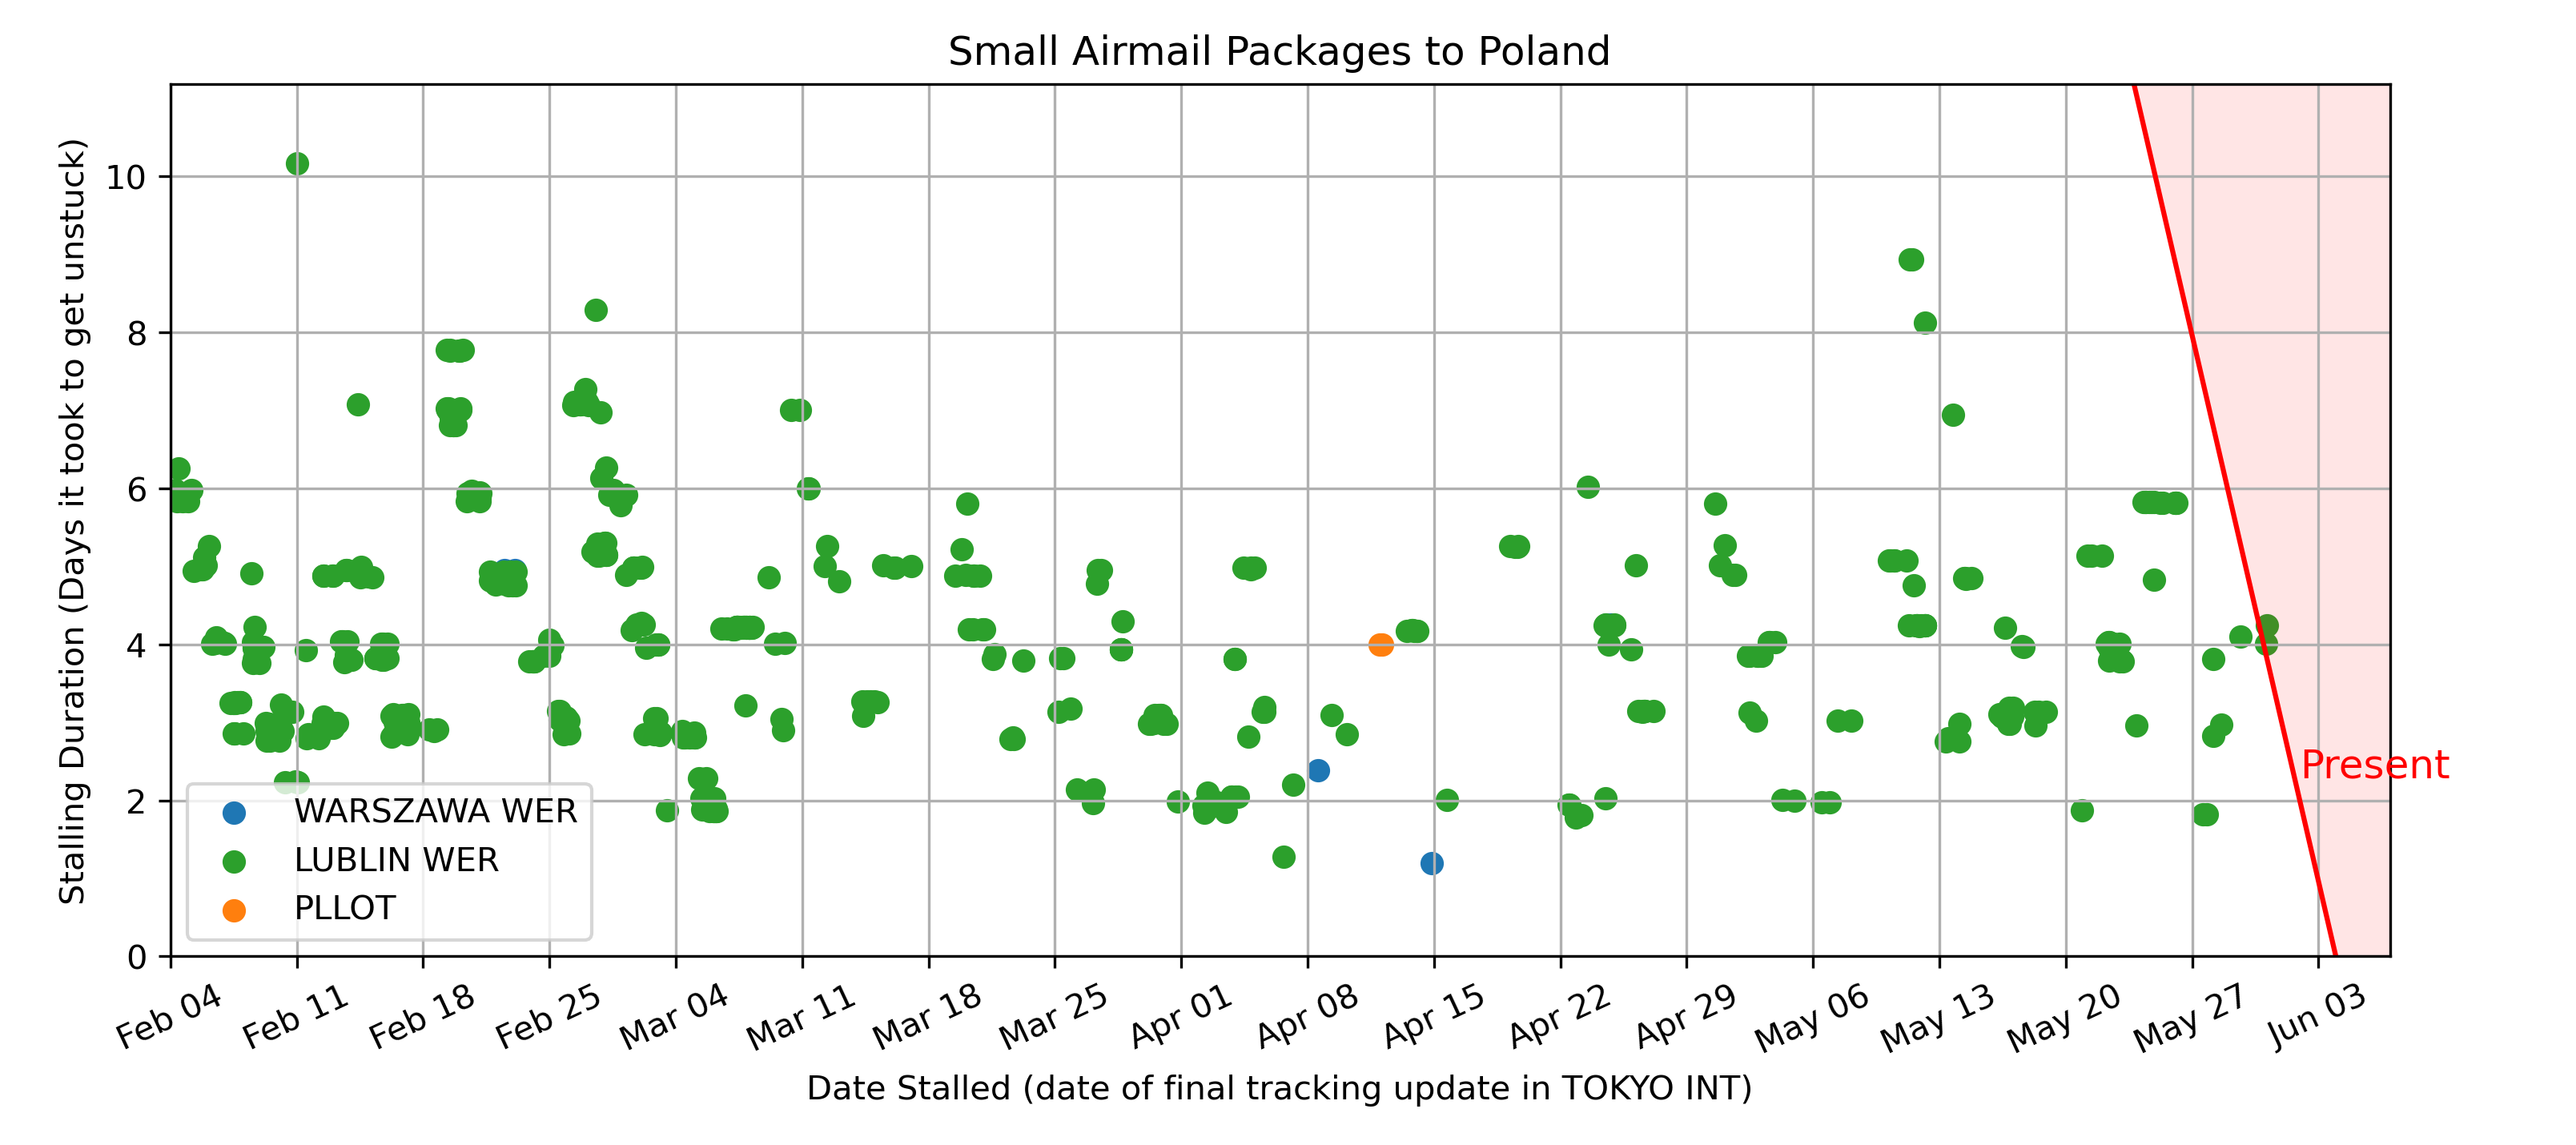 Small Airmail Packages to Poland
Stalling Duration (Days it took to get unstuck)
10
8
6
4
2
0
Present
WARSZAWA WER
LUBLIN WER
PLLOT
Feb 04
Feb 11
Feb 18
Feb 25
Mar 04
Mar 11
Mar 18
Mar 25
Apr 01
Apr 08
Apr 15
Apr 22
Apr 29
May 06
May 13
May 20
May 27
Jun 03
Date Stalled (date of final tracking update in TOKYO INT)